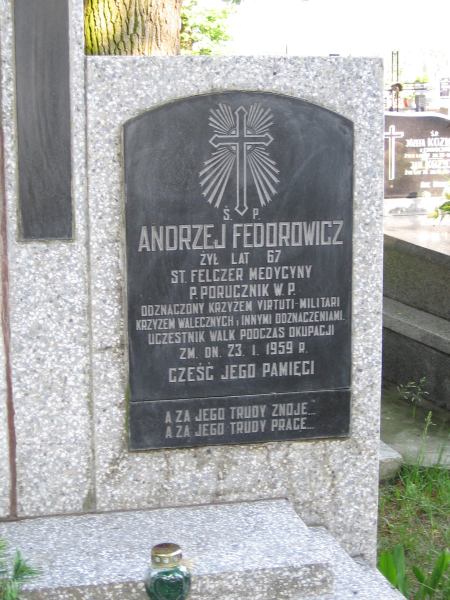 Ś. P.
ANDRZEJ FEDOROWICZ
ŻYŁ LAT 67
ST. FELCZER MEDYCYNY
P. PORUCZNIK W. P.
ODZNACZONY KRZYŻEM VIRTUTI-MILITARI
KRZYŻEM WALECZNYCH i INNYMI ODZNACZENIAMI.
UCZESTNIK WALK PODCZAS OKUPACJI
ZM. DN. 23. I. 1959 R.
CZEŚĆ JEGO PAMIĘCI
A ZA JEGO TRUDY ZNOJE...
A ZA JEGO TRUDY PRACE...